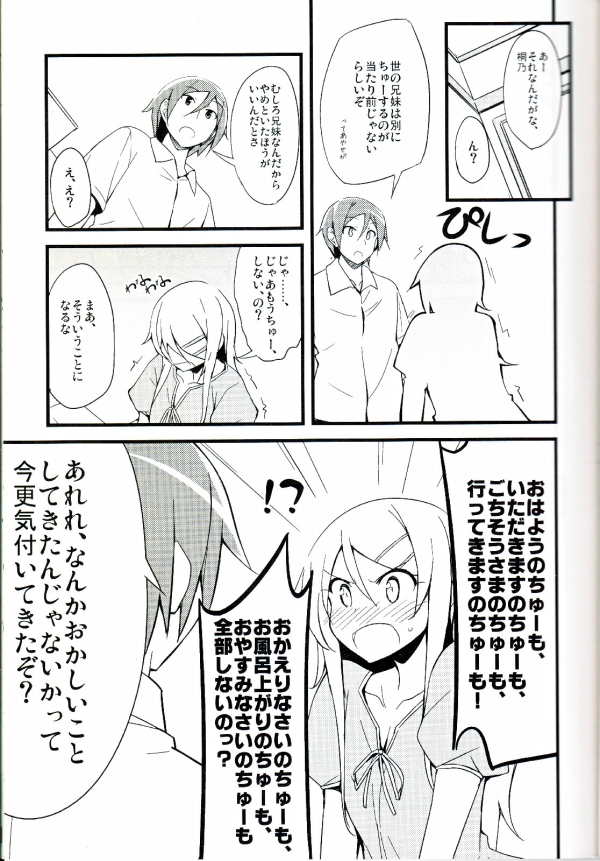 あー
それなんだがな、
桐乃
ん?
世の兄妹は別に
ちゅーするのが
当たり前じゃない
らしいぞ
ってあやせが
ぴしっ
むしろ兄妹なんだから
やめといたほうが
いいんだとさ
え、え?
じゃ……、
じゃあもうちゅー、
しない、の?
わなわな
まあ、
そういうことに
なるな
おはようのちゅーも、
いただきますのちゅーも、
ごちそうさまのちゅーも、
行ってきますのちゅーも!
!?
おかえりなさいのちゅーも、
お風呂上がりのちゅーも、
おやすみなさいのちゅーも
全部しないのっ?
あれれ、なんかおかしいこと
してきたんじゃないかって
今更気付いてきたぞ?